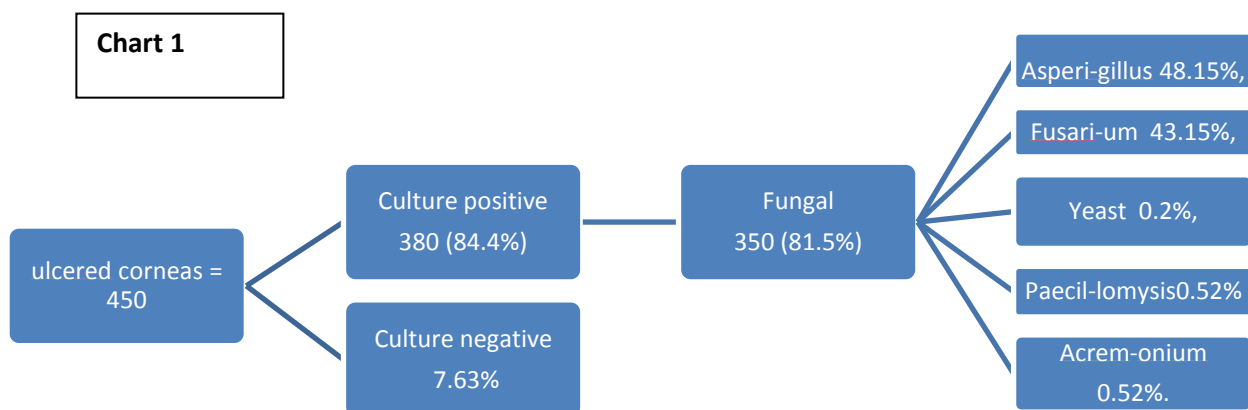 Chart 1
ulcered corneas =
450
Culture positive
380 (84.4%)
Culture negative
7.63%
Fungal
350 (81.5%)
Asperi-gillus 48.15%,
Fusari-um  43.15%,
Yeast  0.2%,
Paecil-lomysis0.52%
Acrem-onium
0.52%.